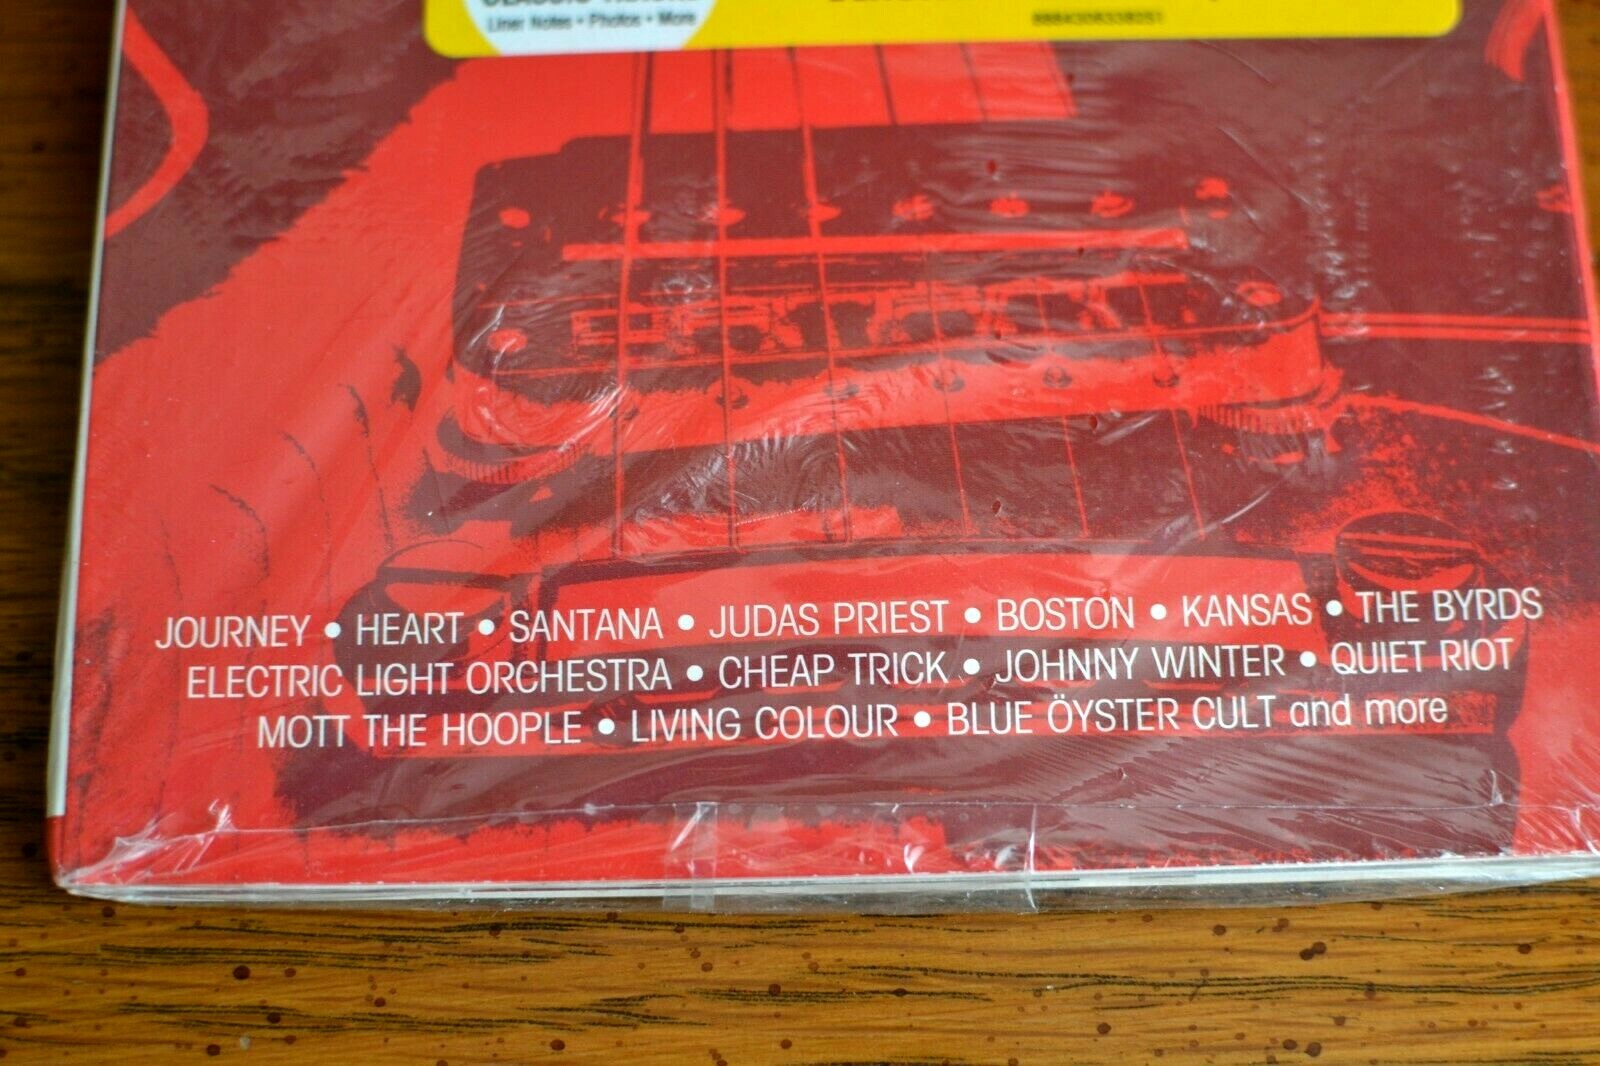 Liner Notes • Photos • More
JOURNEY • HEART • SANTANA • JUDAS PRIEST • BOSTON • KANSAS • THE BYRDS
ELECTRIC LIGHT ORCHESTRA • CHEAP TRICK • JOHNNY WINTER • QUIET RIOT
MOTT THE HOOPLE • LIVING COLOUR • BLUE ÖYSTER CULT and more